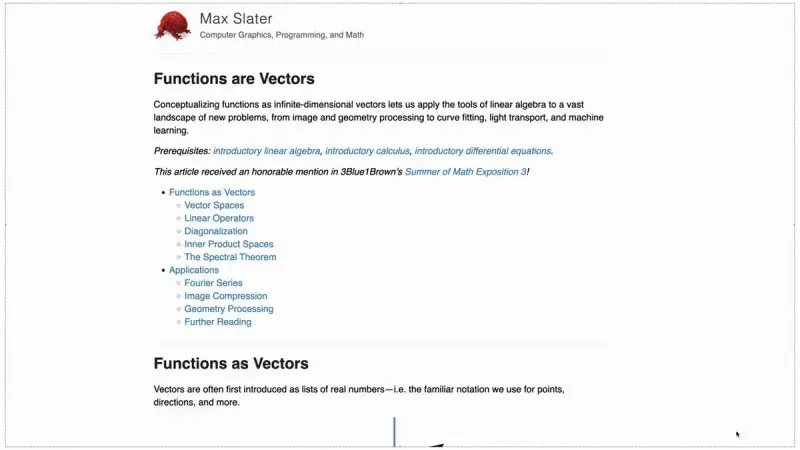 Max Slater
Computer Graphics, Programming, and Math
Functions are Vectors
Conceptualizing functions as infinite-dimensional vectors lets us apply the tools of linear algebra to a vast
landscape of new problems, from image and geometry processing to curve fitting, light transport, and machine
learning.
Prerequisites: introductory linear algebra, introductory calculus, introductory differential equations.
This article received an honorable mention in 3Blue1Brown's Summer of Math Exposition 3!
• Functions as Vectors
◦ Vector Spaces
◦ Linear Operators
◦ Diagonalization
◦ Inner Product Spaces
◦ The Spectral Theorem
• Applications
◦ Fourier Series
◦ Image Compression
◦ Geometry Processing
◦ Further Reading
Functions as Vectors
Vectors are often first introduced as lists of real numbers—i.e. the familiar notation we use for points,
directions, and more.